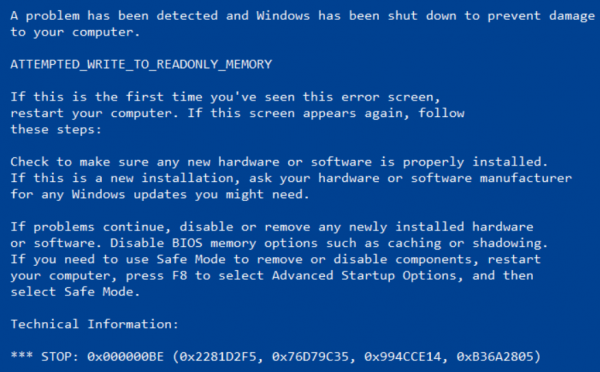 A problem has been detected and Windows has been shut down to prevent damage
to your computer.
ATTEMPTED_WRITE_TO_READONLY_MEMORY
If this is the first time you've seen this error screen,
restart your computer. If this screen appears again, follow
these steps:
Check to make sure any new hardware or software is properly installed.
If this is a new installation, ask your hardware or software manufacturer
for any Windows updates you might need.
If problems continue, disable or remove any newly installed hardware
or software. Disable BIOS memory options such as caching or shadowing.
If you need to use Safe Mode to remove or disable components, restart
your computer, press F8 to select Advanced Startup Options, and then
select Safe Mode.
Technical Information:
*** STOP: 0x000000BE (0x2281D2F5, 0x76D79C35, 0x994CCE14, 0xB36A2805)